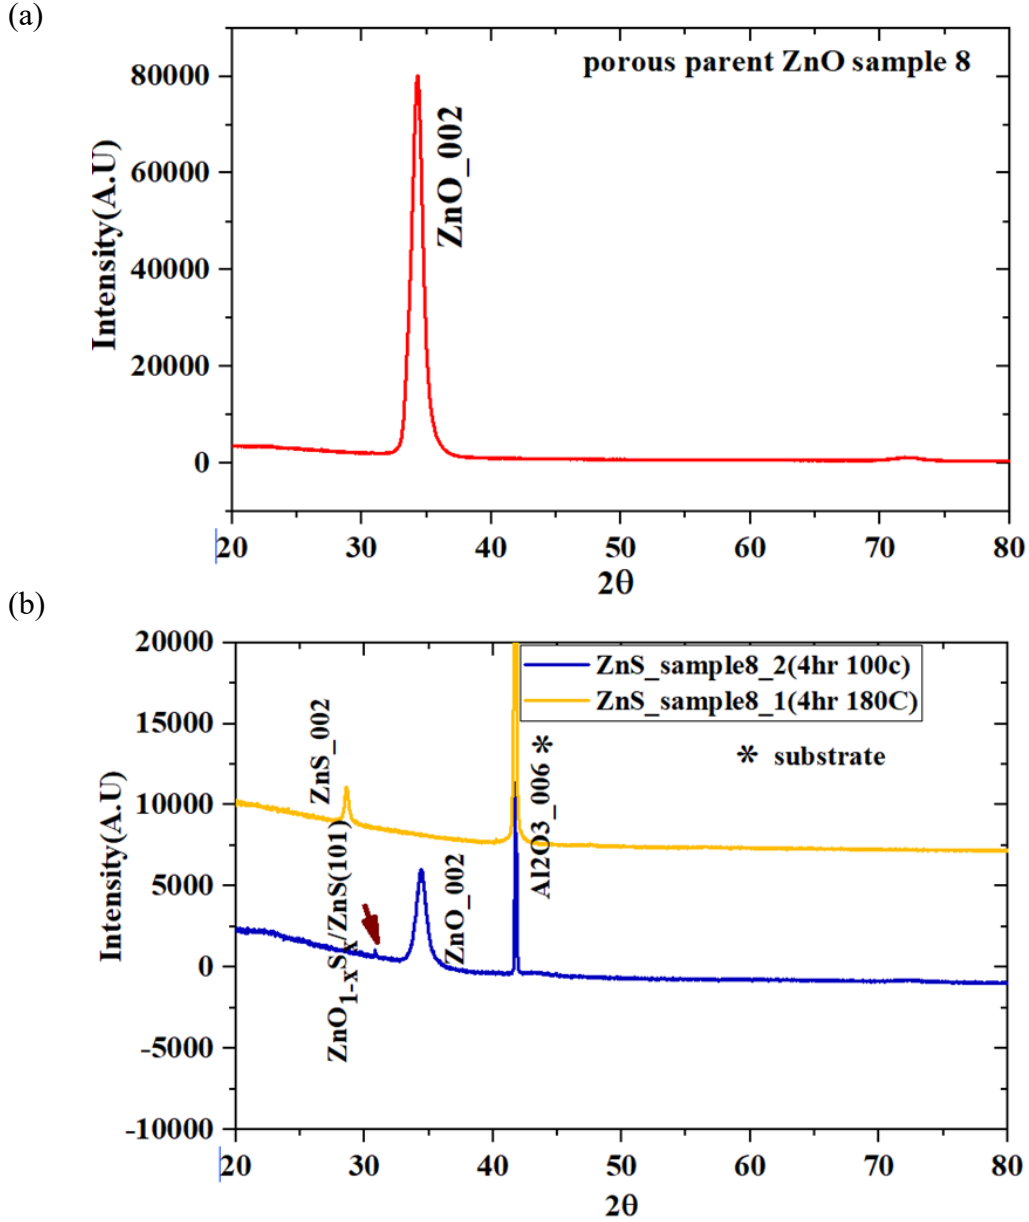 (a)
porous parent ZnO sample 8
ZnO_002
Intensity(A.U)
80000
60000
40000
20000
0
20 30 40 50 60 70 80
2θ
(b)
20000
15000
10000
5000
0
-5000
-10000
Intensity(A.U)
ZnS_sample8_2(4hr 100c)
ZnS_sample8_1(4hr 180C)
* substrate
ZnS_002
ZnO1-xSx/ZnS(101)
ZnO_002
Al2O3_006 *
20 30 40 50 60 70 80
2θ